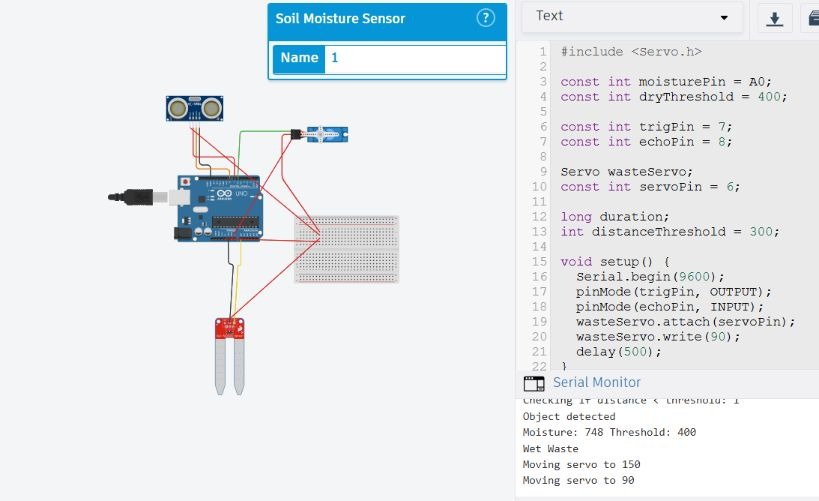 Soil Moisture Sensor
?
Name 1
Text
1 #include <Servo.h>
2
3 const int moisturePin = A0;
4 const int dryThreshold = 400;
5
6 const int trigPin = 7;
7 const int echoPin = 8;
8
9 Servo wasteServo;
10 const int servoPin = 6;
11
12 long duration;
13 int distanceThreshold = 300;
14
15 void setup() {
16 Serial.begin(9600);
17 pinMode(trigPin, OUTPUT);
18 pinMode(echoPin, INPUT);
19 wasteServo.attach(servoPin);
20 wasteServo.write(90);
21 delay(500);
22 }
Serial Monitor
Checking if distance < threshold: 1
Object detected
Moisture: 748 Threshold: 400
Wet Waste
Moving servo to 150
Moving servo to 90
UNO